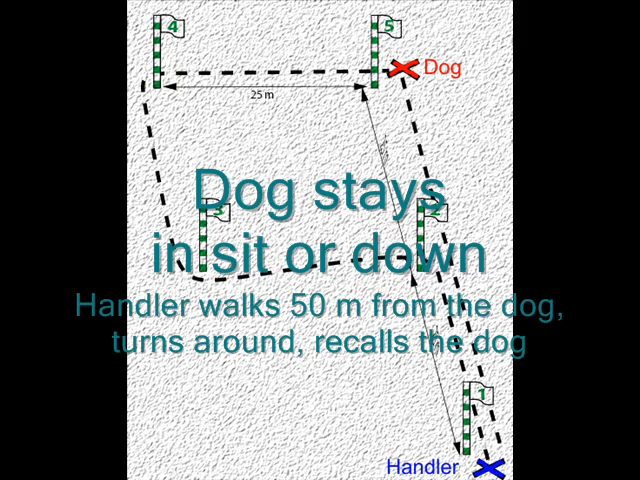 4
5
Dog
25 m
Dog stays
3
2
in sit or down
Handler walks 50 m from the dog,
turns around, recalls the dog
1
Handler